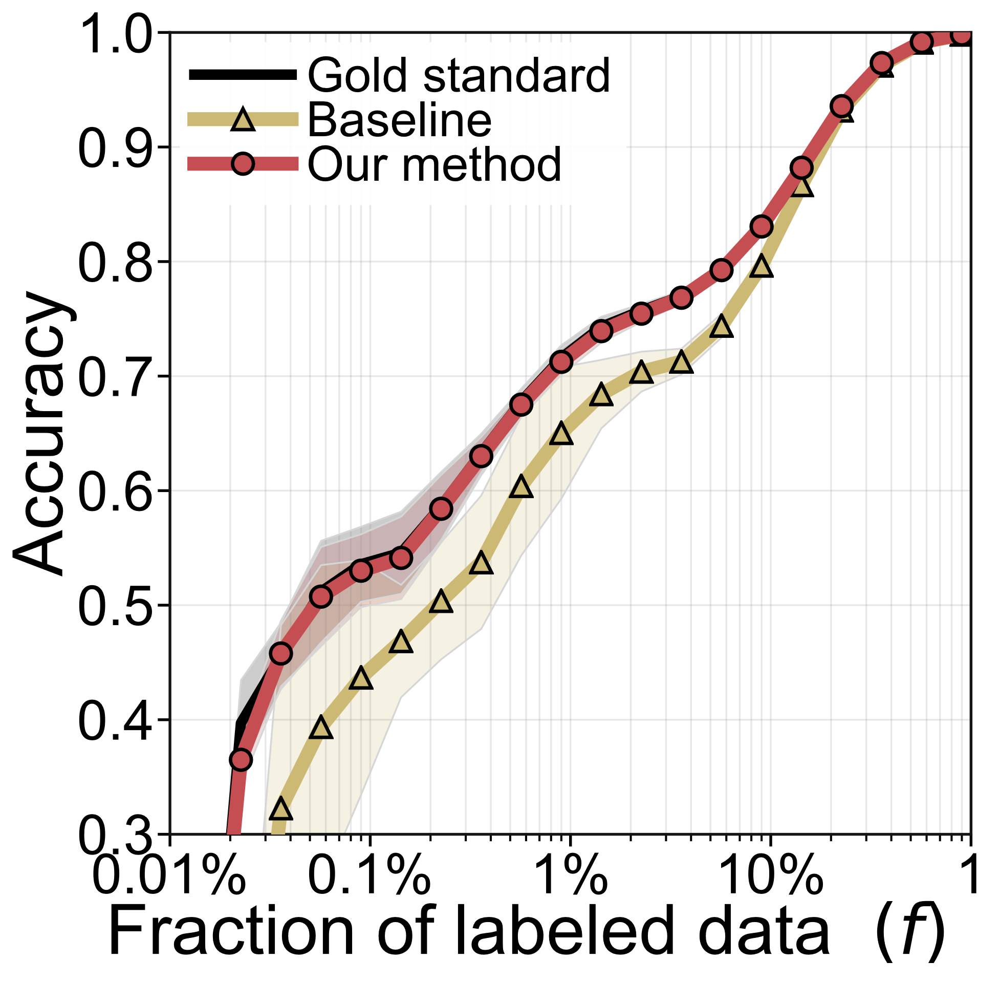 1.0
0.9
0.8
0.7
0.6
0.5
0.4
0.3
Accuracy
Gold standard
Baseline
Our method
0.01% 0.1% 1% 10% 1
Fraction of labeled data (f)